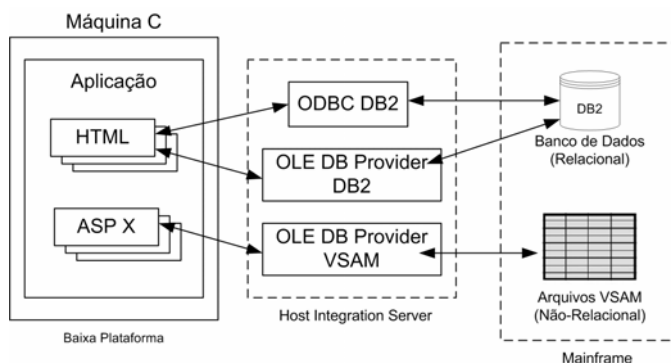 Máquina C
Aplicação
HTML
ASP X
Baixa Plataforma
ODBC DB2
OLE DB Provider
DB2
OLE DB Provider
VSAM
Host Integration Server
DB2
Banco de Dados
(Relacional)
Arquivos VSAM
(Não-Relacional)
Mainframe